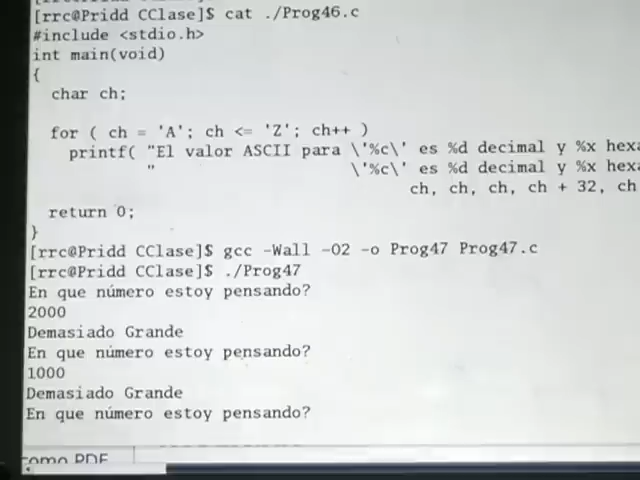 [rrc@Pridd CClase]$ cat ./Prog46.c
#include <stdio.h>
int main(void)
{
char ch;
for ( ch = 'A'; ch <= 'Z'; ch++ )
printf( "El valor ASCII para \'%c\' es %d decimal y %x hexa
" \'%c\' es %d decimal y %x hexa
ch, ch, ch, ch + 32, ch
return 0;
}
[rrc@Pridd CClase]$ gcc -Wall -O2 -o Prog47 Prog47.c
[rrc@Pridd CClase]$ ./Prog47
En que número estoy pensando?
2000
Demasiado Grande
En que número estoy pensando?
1000
Demasiado Grande
En que número estoy pensando?
como PDF